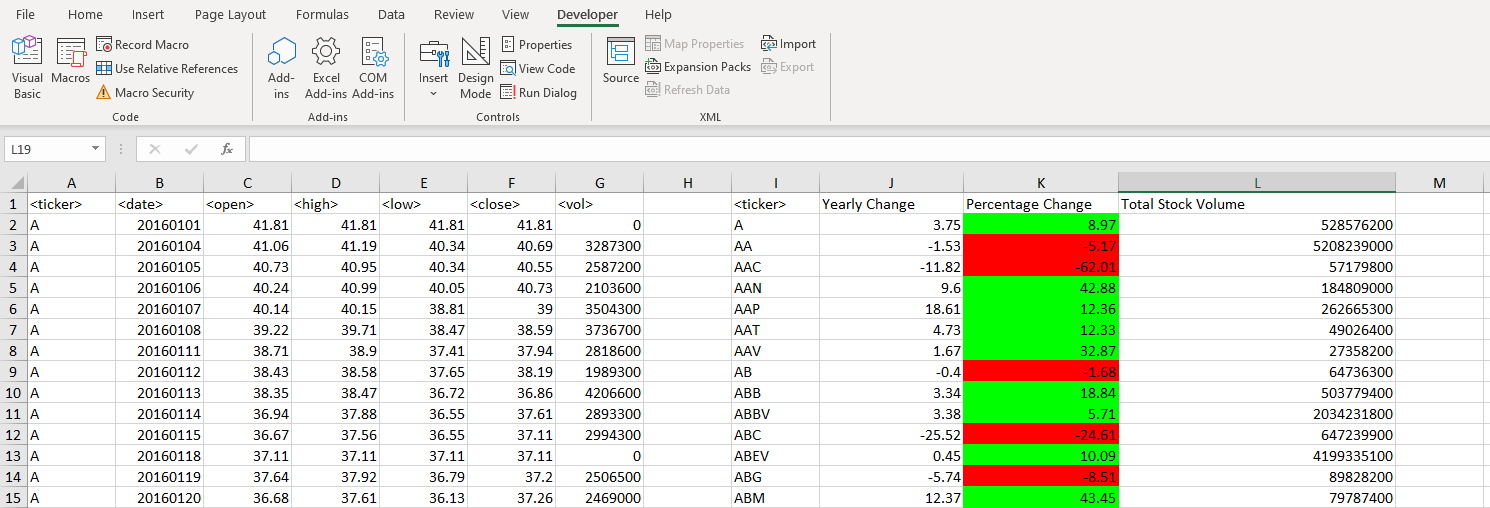 File Home Insert Page Layout Formulas Data Review View Developer Help
Visual Basic
Macros
Record Macro
Use Relative References
Macro Security
Code
Add-ins
Excel Add-ins
COM Add-ins
Add-ins
Insert
Design Mode
Properties
View Code
Run Dialog
Controls
Source
Map Properties
Expansion Packs
Refresh Data
Import
Export
XML
L19 fx
A B C D E F G H I J K L M
1 <ticker> <date> <open> <high> <low> <close> <vol> <ticker> Yearly Change Percentage Change Total Stock Volume
2 A 20160101 41.81 41.81 41.81 41.81 0 A 3.75 8.97 528576200
3 A 20160104 41.06 41.19 40.34 40.69 3287300 AA -1.53 -5.17 5208239000
4 A 20160105 40.73 40.95 40.34 40.55 2587200 AAC -11.82 -62.01 57179800
5 A 20160106 40.24 40.99 40.05 40.73 2103600 AAN 9.6 42.88 184809000
6 A 20160107 40.14 40.15 38.81 39 3504300 AAP 18.61 12.36 262665300
7 A 20160108 39.22 39.71 38.47 38.59 3736700 AAT 4.73 12.33 49026400
8 A 20160111 38.71 38.9 37.41 37.94 2818600 AAV 1.67 32.87 27358200
9 A 20160112 38.43 38.58 37.65 38.19 1989300 AB -0.4 -1.68 64736300
10 A 20160113 38.35 38.47 36.72 36.86 4206600 ABB 3.34 18.84 503779400
11 A 20160114 36.94 37.88 36.55 37.61 2893300 ABBV 3.38 5.71 2034231800
12 A 20160115 36.67 37.56 36.55 37.11 2994300 ABC -25.52 -24.61 647239900
13 A 20160118 37.11 37.11 37.11 37.11 0 ABEV 0.45 10.09 4199335100
14 A 20160119 37.64 37.92 36.79 37.2 2506500 ABG -5.74 -8.51 89828200
15 A 20160120 36.68 37.61 36.13 37.26 2469000 ABM 12.37 43.45 79787400